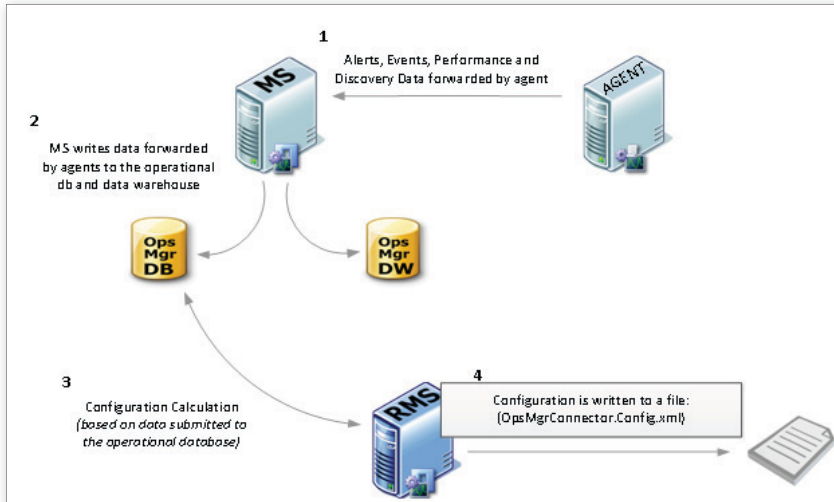 1
Alerts, Events, Performance and
Discovery Data forwarded by agent
MS
AGENT
2
MS writes data forwarded
by agents to the operational
db and data warehouse
Ops
Mgr
DB
Ops
Mgr
DW
3
Configuration Calculation
(based on data submitted to
the operational database)
RMS
4
Configuration is written to a file:
(OpsMgrConnector.Config.xml)